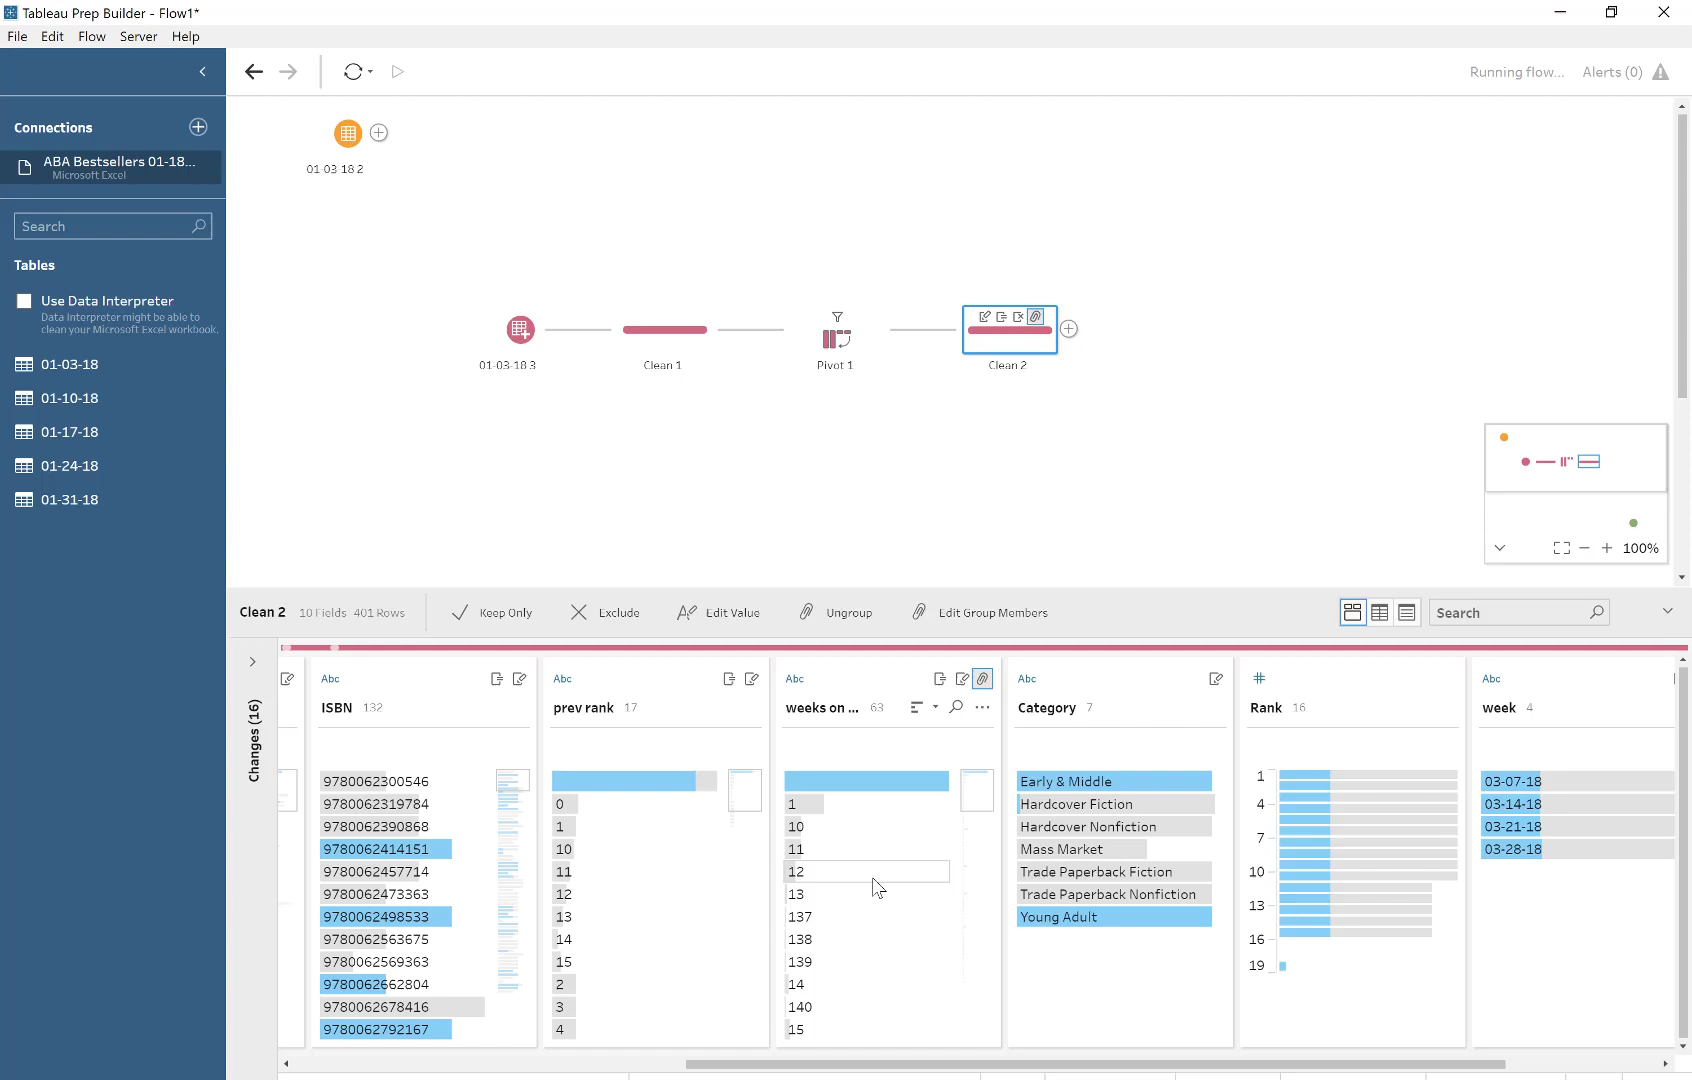 Tableau Prep Builder - Flow1*
File Edit Flow Server Help
Running flow... Alerts (0)
Connections
ABA Bestsellers 01-18...
Microsoft Excel
Search
Tables
Use Data Interpreter
Data Interpreter might be able to
clean your Microsoft Excel workbook.
01-03-18
01-10-18
01-17-18
01-24-18
01-31-18
01-03-18 2
01-03-18 3
Clean 1
Pivot 1
Clean 2
100%
Clean 2 10 Fields 401 Rows Keep Only Exclude Edit Value Ungroup Edit Group Members Search
Changes (16)
Abc
ISBN 132
9780062300546
9780062319784
9780062390868
9780062414151
9780062457714
9780062473363
9780062498533
9780062563675
9780062569363
9780062662804
9780062678416
9780062792167
Abc
prev rank 17
0
1
10
11
12
13
14
15
2
3
4
Abc
weeks on ... 63
1
10
11
12
13
137
138
139
14
140
15
Abc
Category 7
Early & Middle
Hardcover Fiction
Hardcover Nonfiction
Mass Market
Trade Paperback Fiction
Trade Paperback Nonfiction
Young Adult
#
Rank 16
1
4
7
10
13
16
19
Abc
week 4
03-07-18
03-14-18
03-21-18
03-28-18